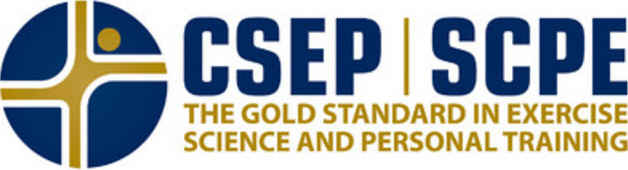 CSEP | SCPE
THE GOLD STANDARD IN EXERCISE
SCIENCE AND PERSONAL TRAINING